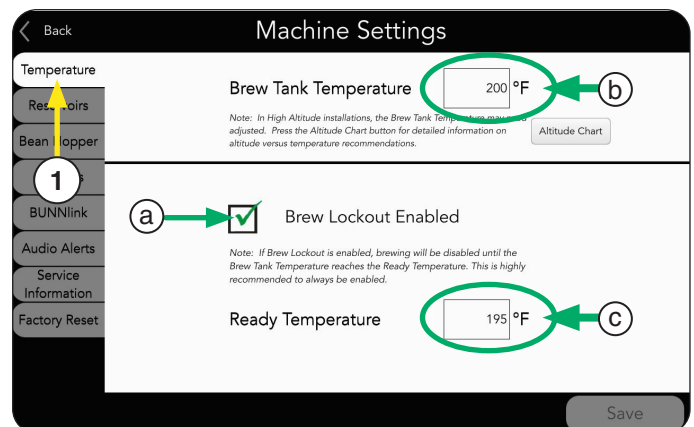 Back
Machine Settings
Temperature
Brew Tank Temperature
200 °F
b
Note: In High Altitude installations, the Brew Tank Temperature may
adjusted. Press the Altitude Chart button for detailed information on
altitude versus temperature recommendations.
Altitude Chart
Bean
1
BUNNlink
a
Brew Lockout Enabled
Audio Alerts
Note: If Brew Lockout is enabled, brewing will be disabled until the
Brew Tank Temperature reaches the Ready Temperature. This is highly
recommended to always be enabled.
Service
Information
Factory Reset
Ready Temperature
195 °F
c
Save